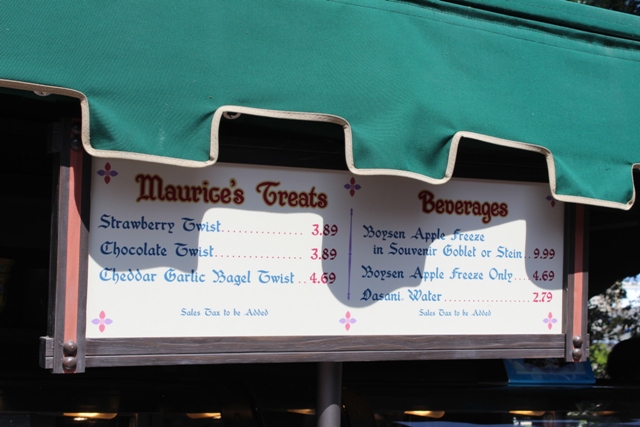 Maurice's Treats
Strawberry Twist 3.89
Chocolate Twist 3.89
Cheddar Garlic Bagel Twist 4.69
Sales Tax to be Added
Beverages
Boysen Apple Freeze
in Souvenir Goblet or Stein 9.99
Boysen Apple Freeze Only 4.69
Dasani Water 2.79
Sales Tax to be Added